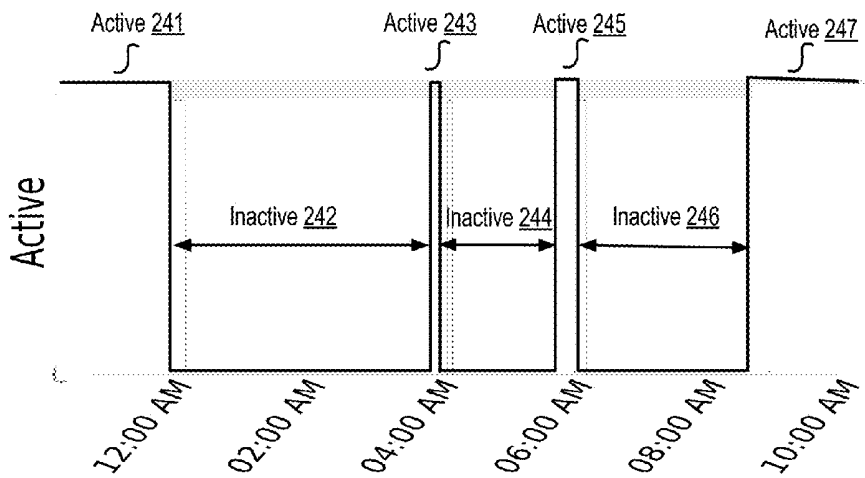 Active 241
Active 243
Active 245
Active 247
Active
Inactive 242
Inactive 244
Inactive 246
12:00 AM
02:00 AM
04:00 AM
06:00 AM
08:00 AM
10:00 AM